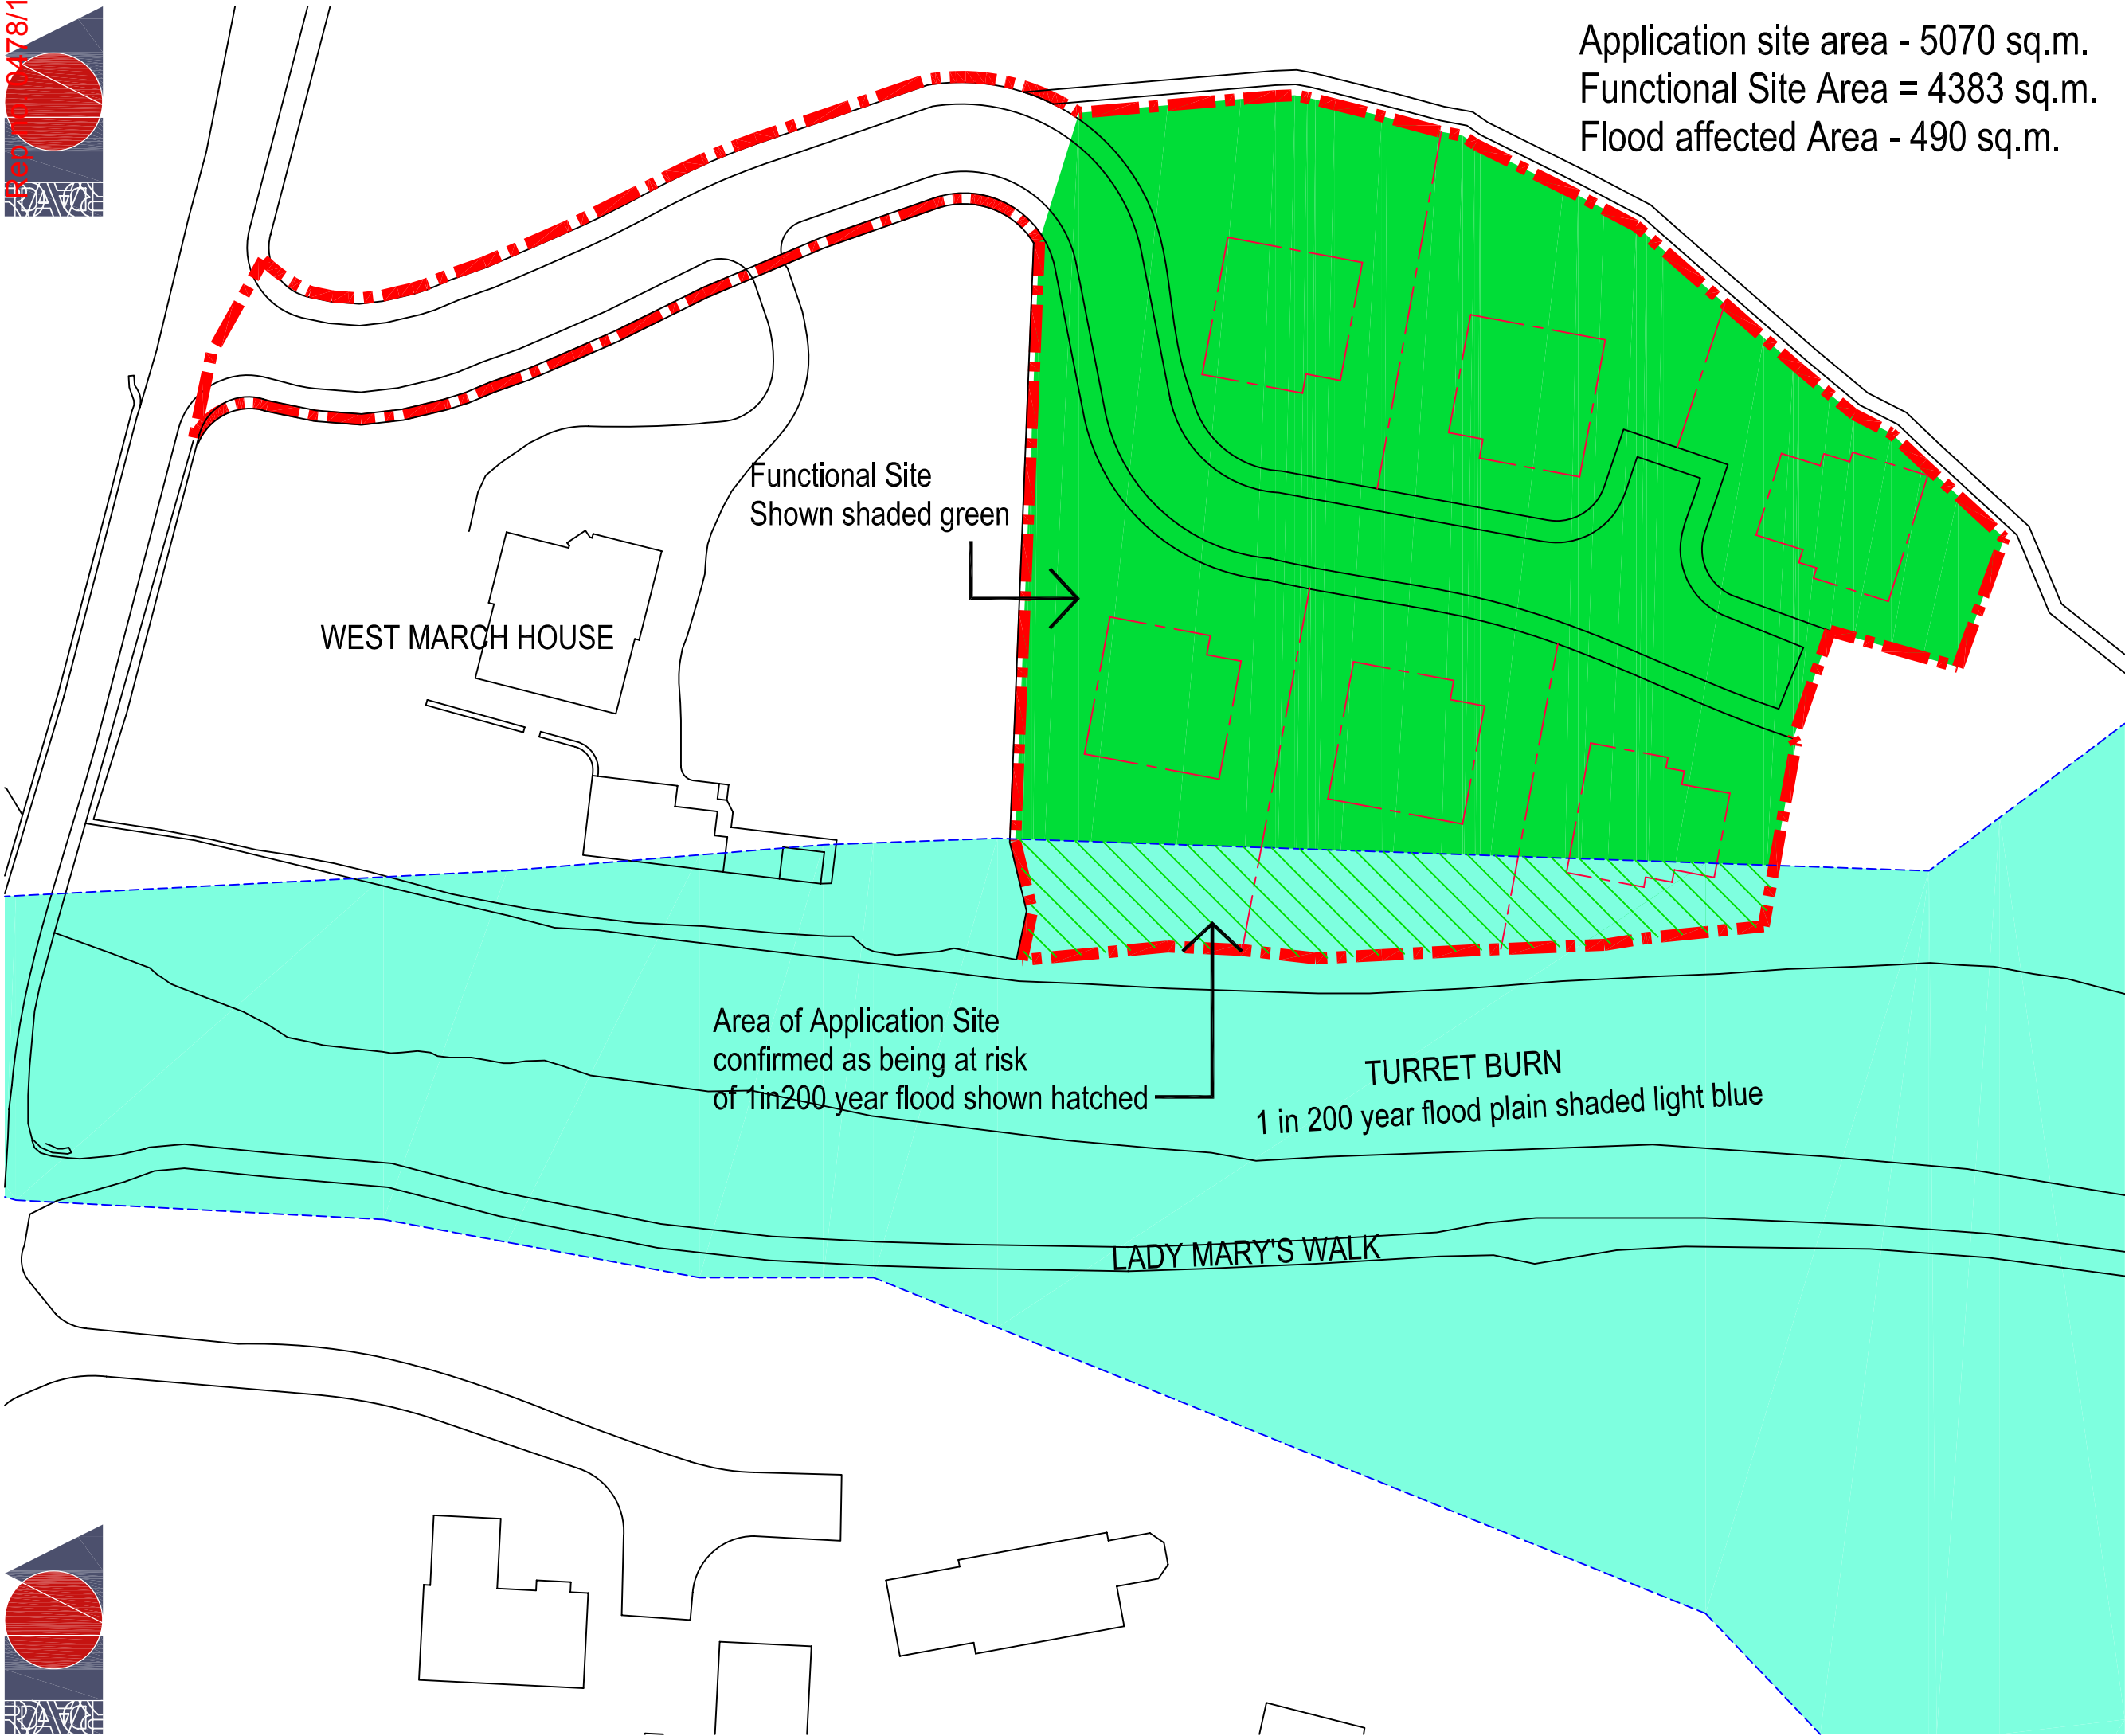 Application site area - 5070 sq.m.
Functional Site Area = 4383 sq.m.
Flood affected Area - 490 sq.m.
Functional Site
Shown shaded green
WEST MARCH HOUSE
Area of Application Site
confirmed as being at risk
of 1in200 year flood shown hatched
TURRET BURN
1 in 200 year flood plain shaded light blue
LADY MARY'S WALK